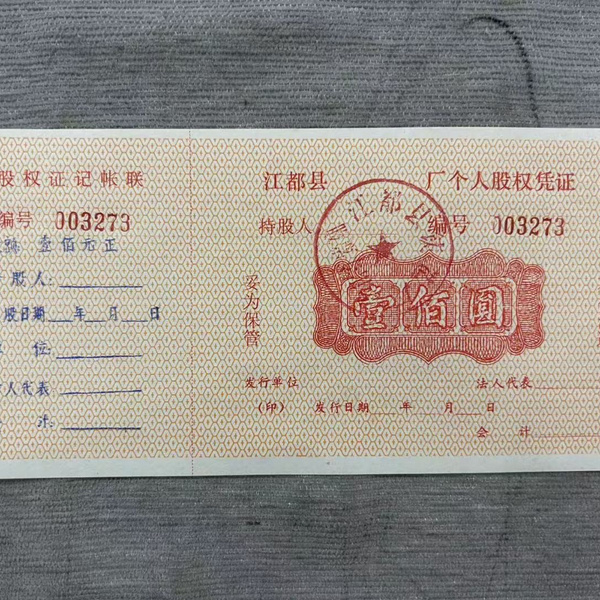 股权证记帐联
编号 003273
壹佰元正
股人:
股日期 年 月 日
位:
人代表
江都县 厂个人股权凭证
持股人 编号 003273
江都县
壹佰圆
妥为保管
发行单位 法人代表
(印) 发行日期 年 月 日
会 计